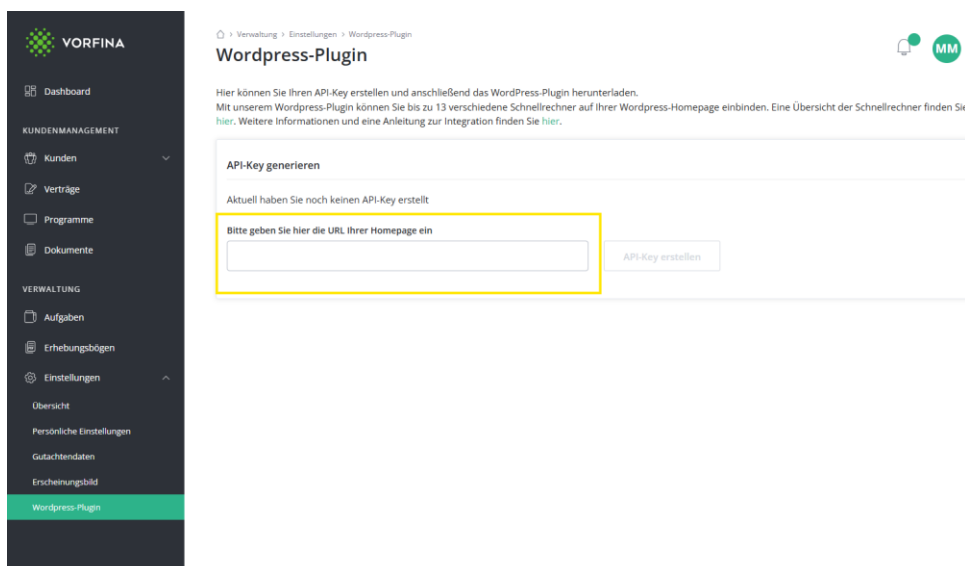 VORFINA
Dashboard
KUNDENMANAGEMENT
Kunden
Verträge
Programme
Dokumente
VERWALTUNG
Aufgaben
Erhebungsbögen
Einstellungen
Übersicht
Persönliche Einstellungen
Gutachtendaten
Erscheinungsbild
Wordpress-Plugin
> Verwaltung > Einstellungen > Wordpress-Plugin
Wordpress-Plugin
MM
Hier können Sie Ihren API-Key erstellen und anschließend das WordPress-Plugin herunterladen.
Mit unserem Wordpress-Plugin können Sie bis zu 13 verschiedene Schnellrechner auf Ihrer Wordpress-Homepage einbinden. Eine Übersicht der Schnellrechner finden Sie
hier. Weitere Informationen und eine Anleitung zur Integration finden Sie hier.
API-Key generieren
Aktuell haben Sie noch keinen API-Key erstellt
Bitte geben Sie hier die URL Ihrer Homepage ein
API-Key erstellen